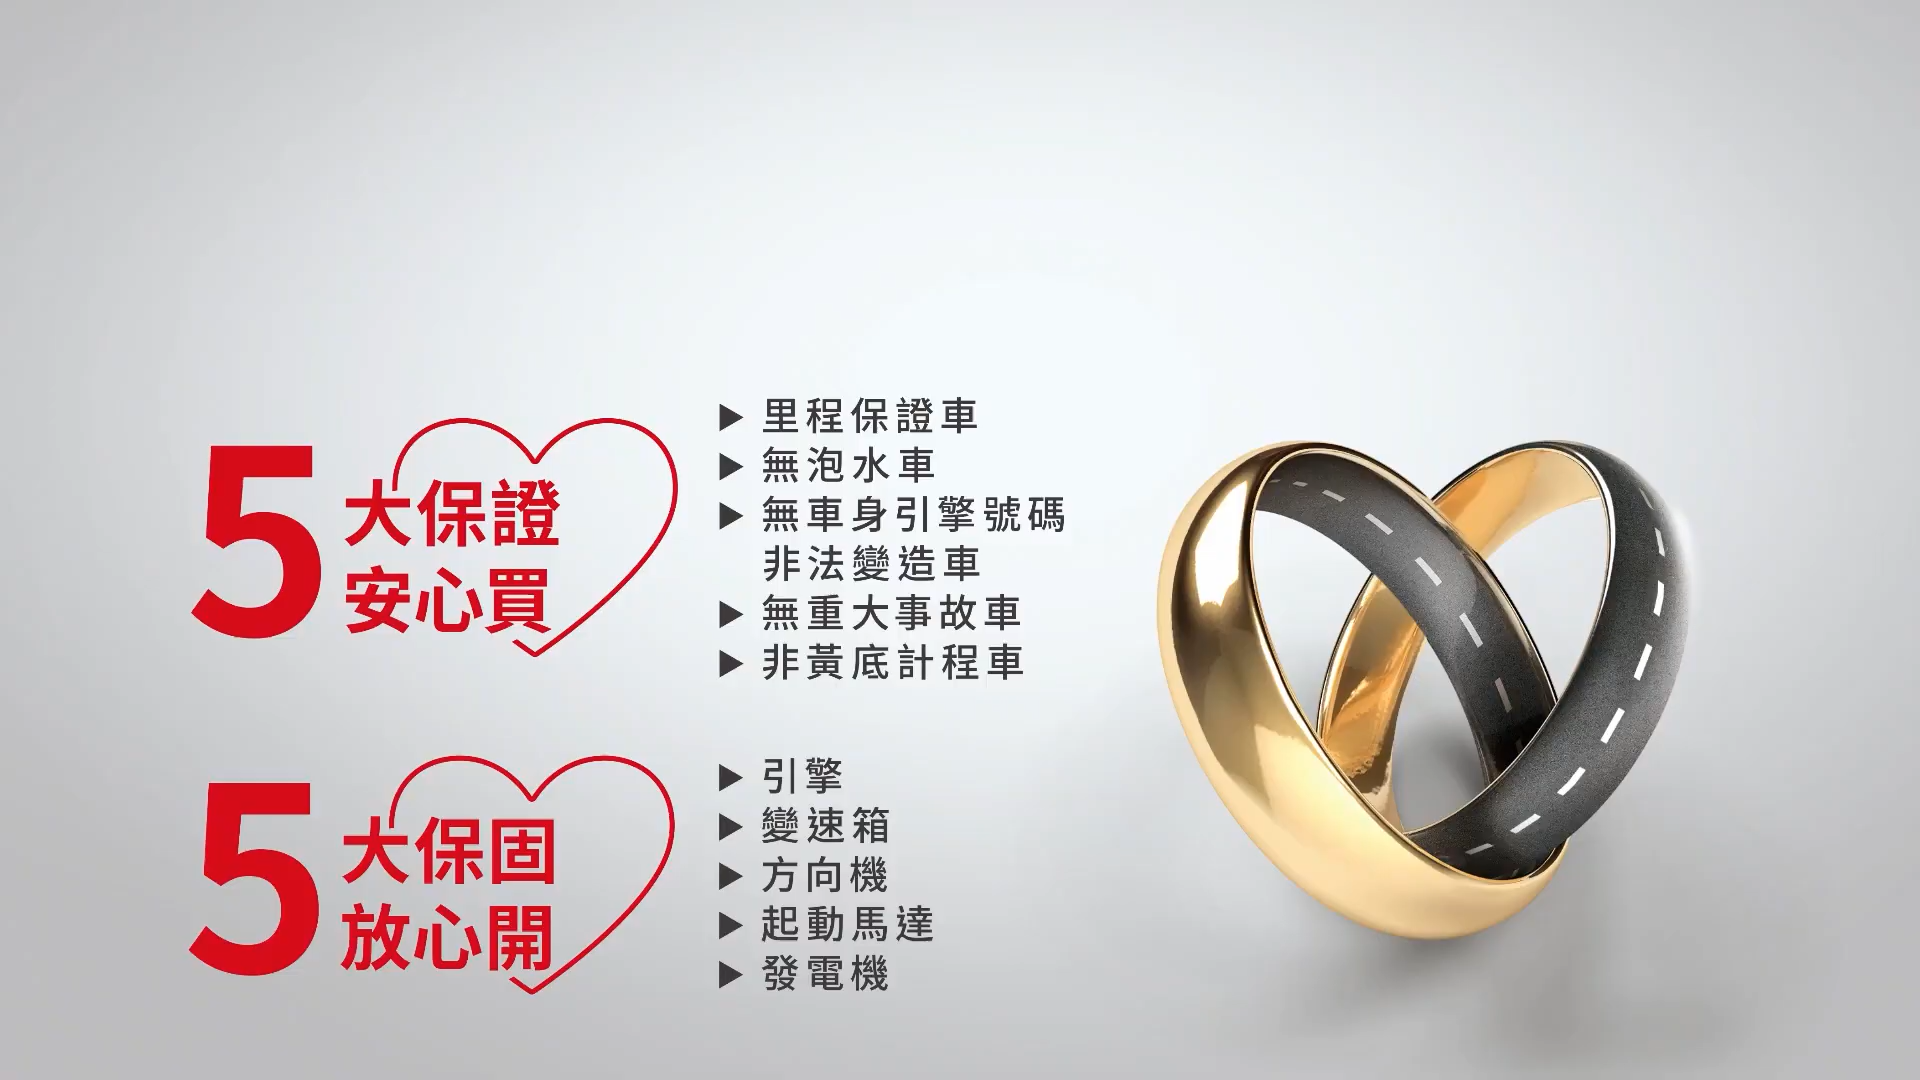 5大保證
安心買
▶ 里程保證車
▶ 無泡水車
▶ 無車身引擎號碼
非法變造車
▶ 無重大事故車
▶ 非黃底計程車
5大保固
放心開
▶ 引擎
▶ 變速箱
▶ 方向機
▶ 起動馬達
▶ 發電機